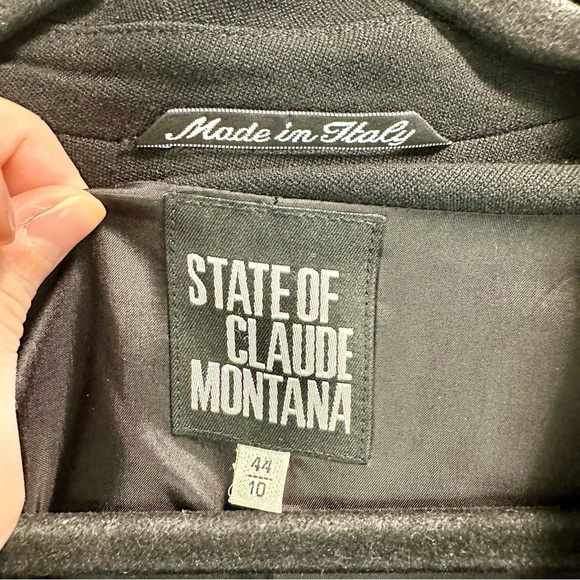 Made in Italy
STATE OF
CLAUDE
MONTANA
44
10